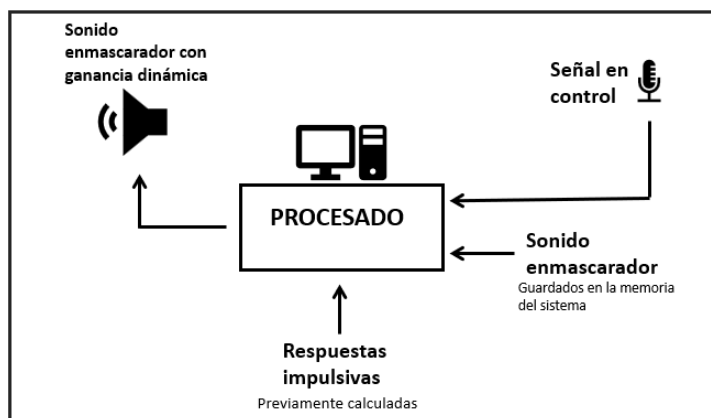 Sonido
enmascarador con
ganancia dinámica
Señal en
control
PROCESADO
Sonido
enmascarador
Guardados en la memoria
del sistema
Respuestas
impulsivas
Previamente calculadas